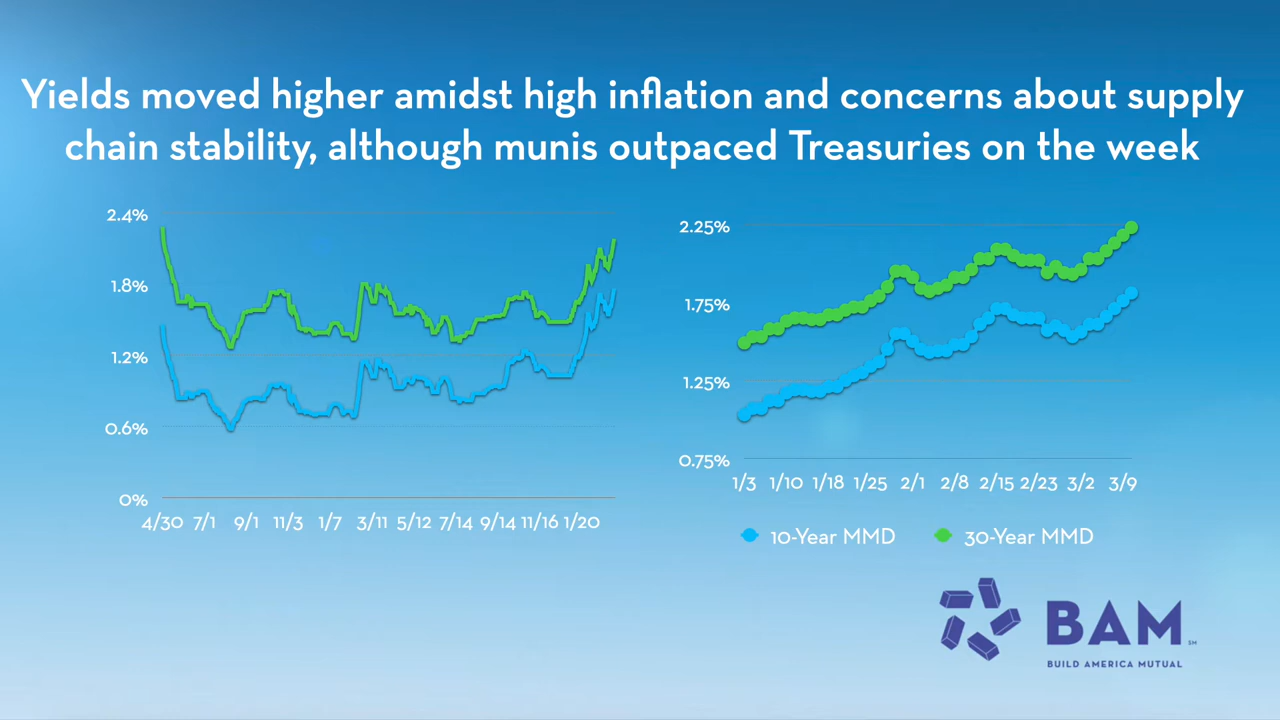 Yields moved higher amidst high inflation and concerns about supply
chain stability, although munis outpaced Treasuries on the week
2.4%
1.8%
1.2%
0.6%
0%
4/30 7/1 9/1 11/3 1/7 3/11 5/12 7/14 9/14 11/16 1/20
2.25%
1.75%
1.25%
0.75%
1/3 1/10 1/18 1/25 2/1 2/8 2/15 2/23 3/2 3/9
10-Year MMD 30-Year MMD
BAM SM
BUILD AMERICA MUTUAL